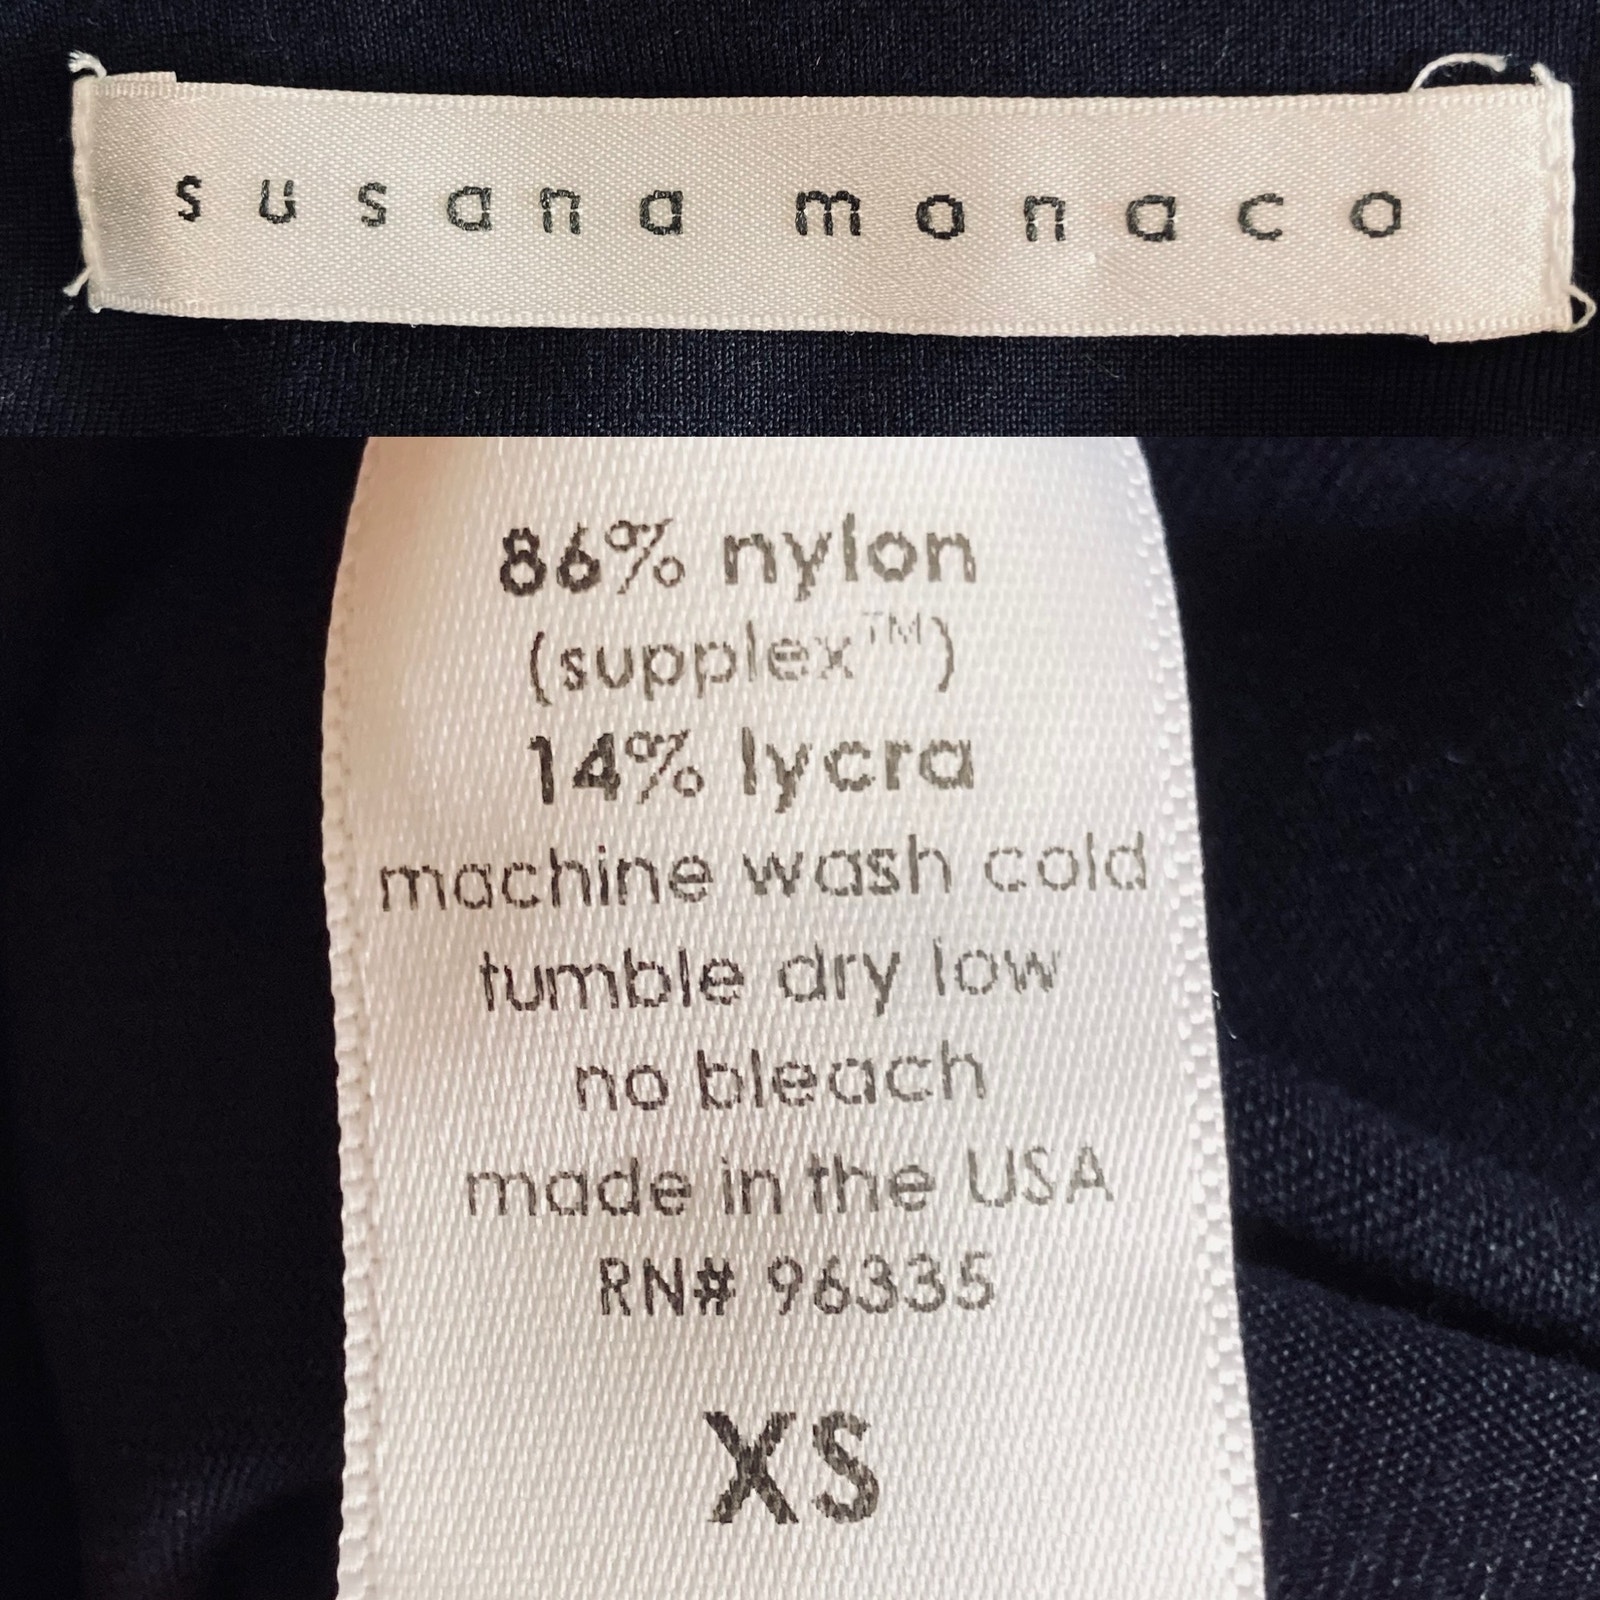 susana monaco
86% nylon
(supplex™)
14% lycra
machine wash cold
tumble dry low
no bleach
made in the USA
RN# 96335
XS